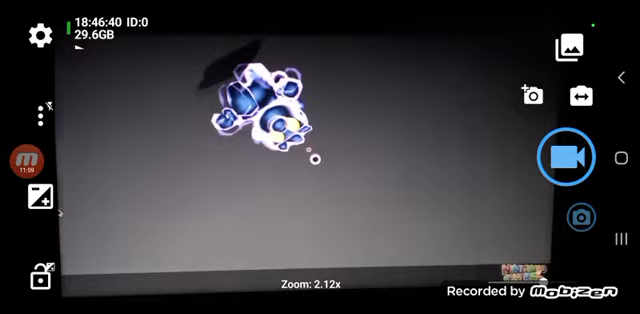 18:46:40 ID:0
29.6GB
11:59
Zoom: 2.12x
Recorded by mobizen